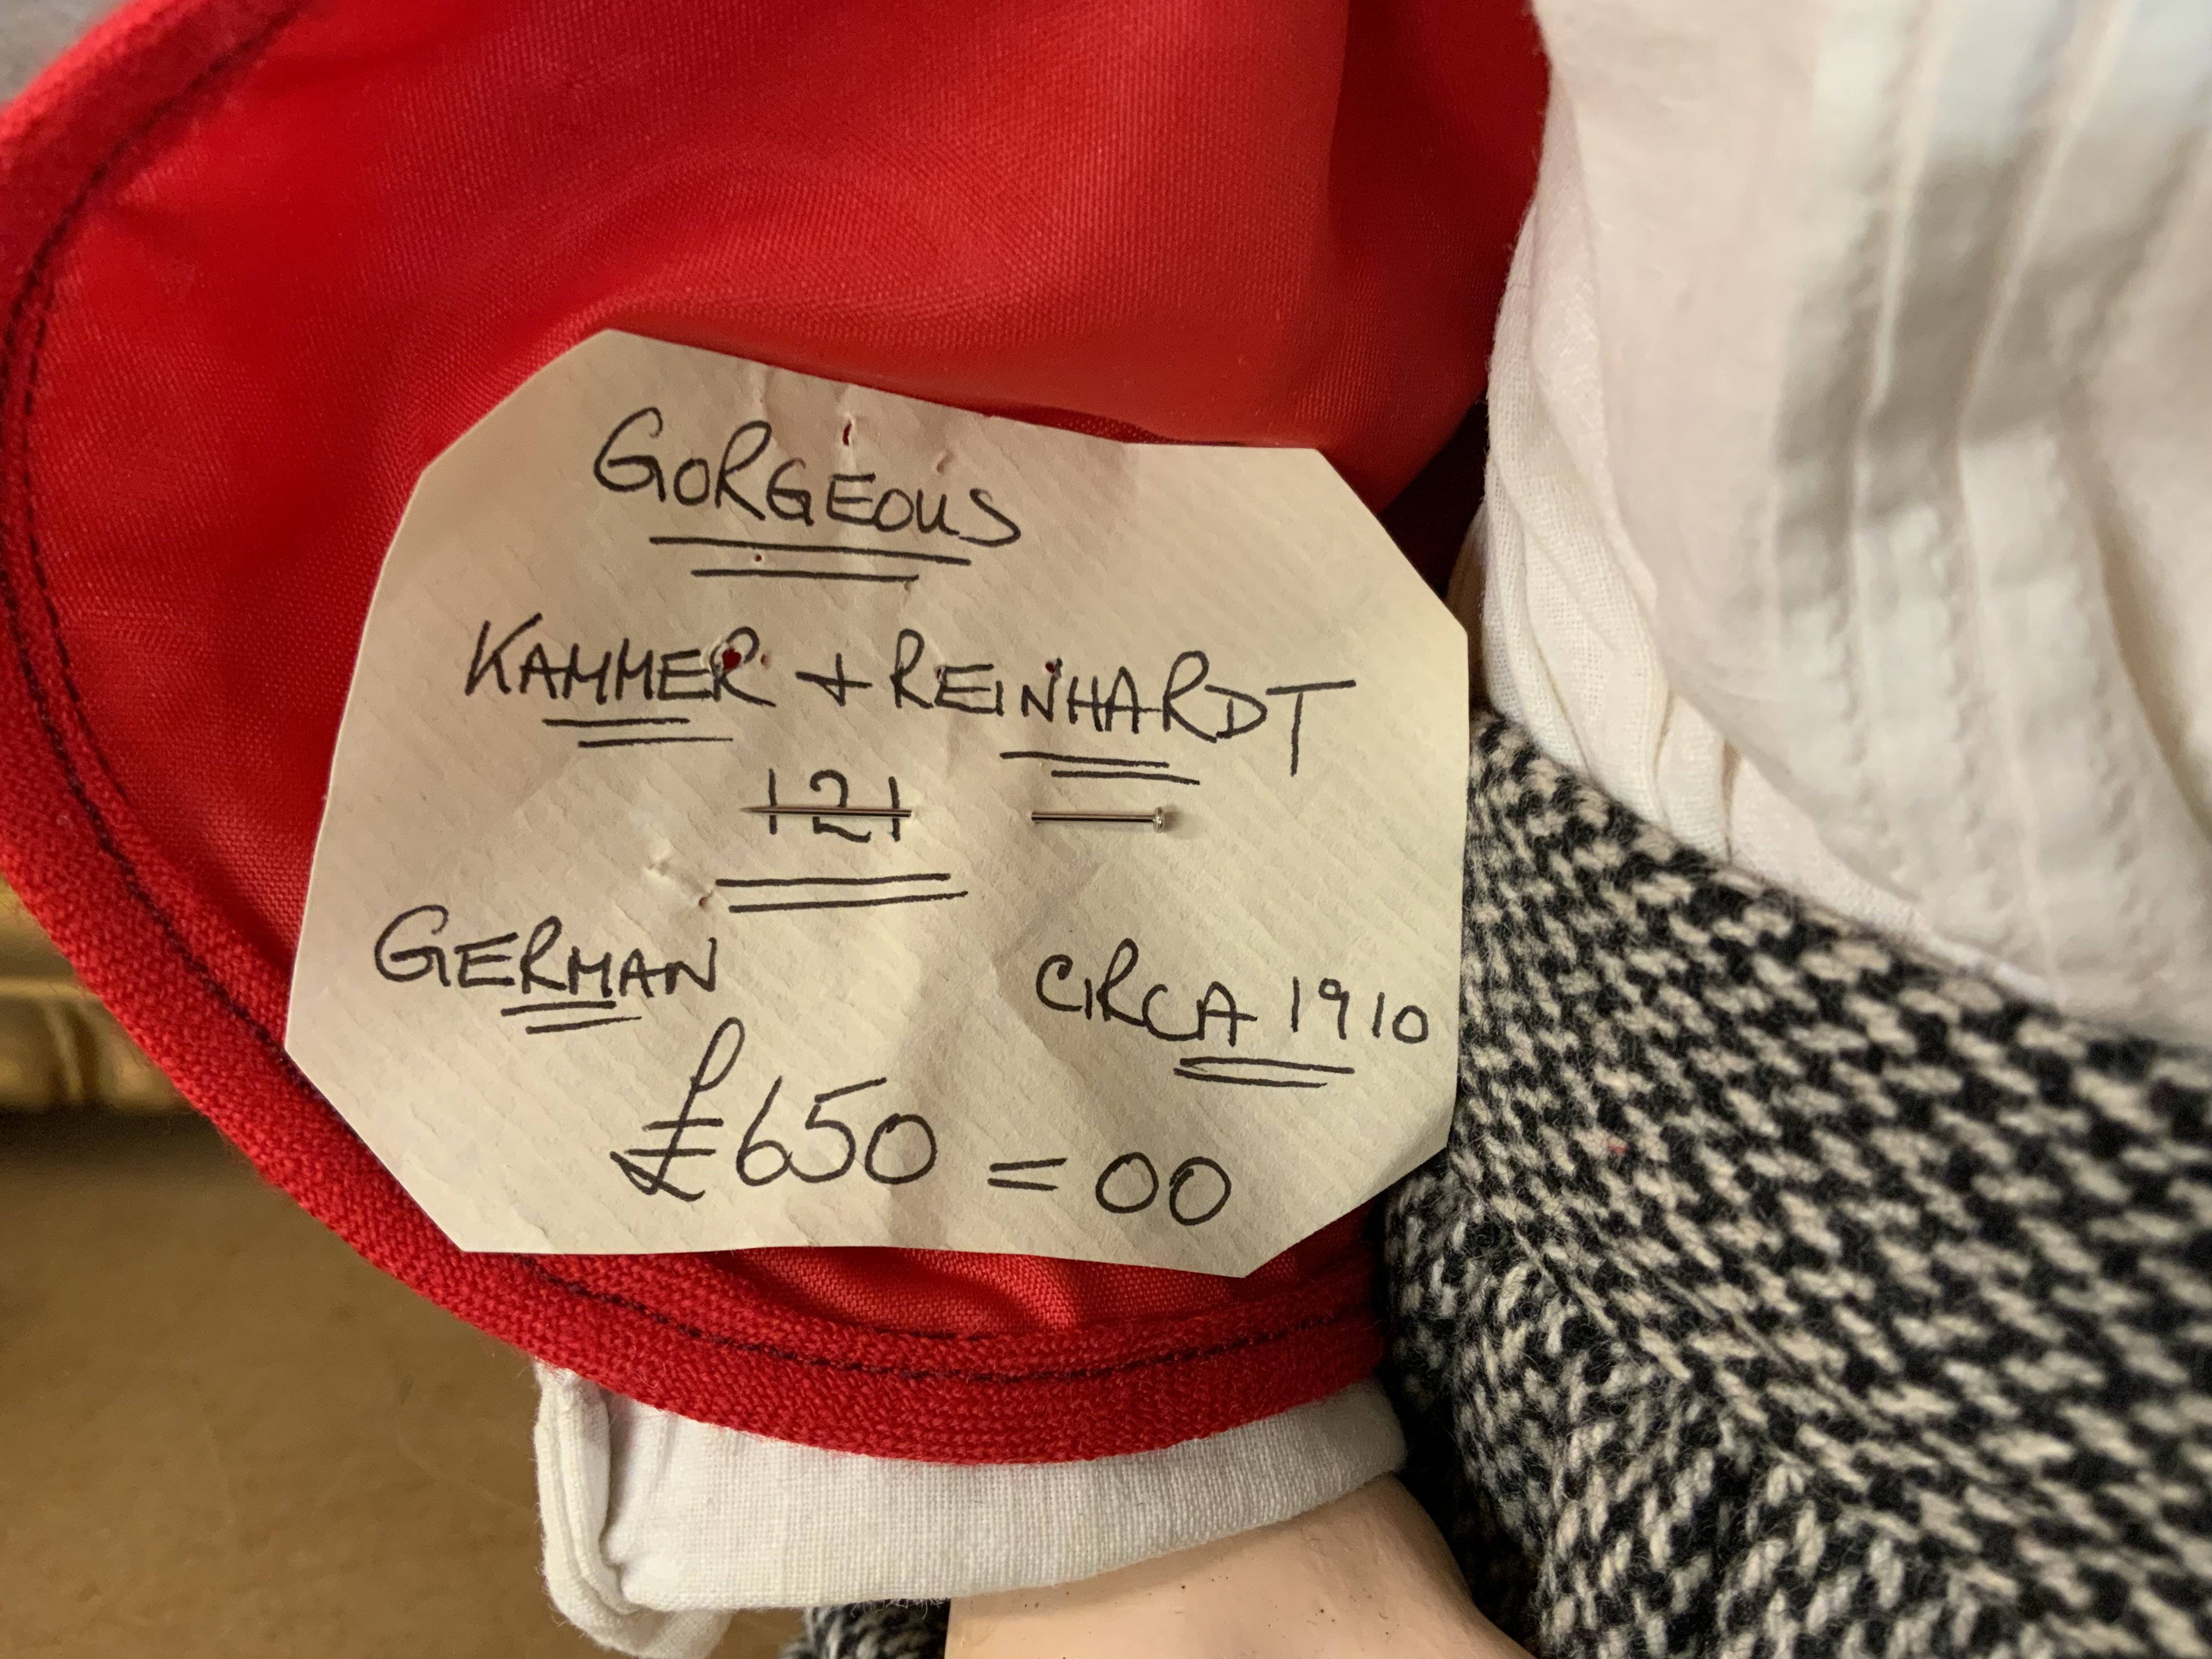 GORGEOUS
KAMMER + REINHARDT
121
GERMAN CIRCA 1910
£650=00